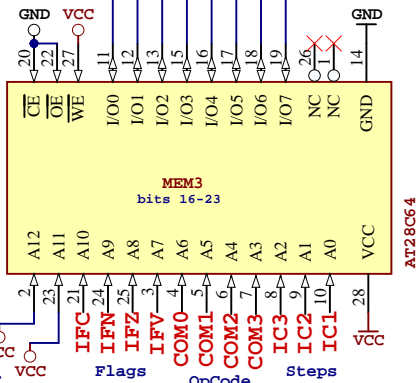 GND VCC GND
20 22 27 11 12 13 15 16 17 18 19 26 1 14
CE OE WE I/O0 I/O1 I/O2 I/O3 I/O4 I/O5 I/O6 I/O7 NC NC GND
MEM3
bits 16-23
AT28C64
A12 A11 A10 A9 A8 A7 A6 A5 A4 A3 A2 A1 A0 VCC
2 23 21 24 25 3 4 5 6 7 8 9 10 28
IFC IFN IFZ IFV COM0 COM1 COM2 COM3 IC3 IC2 IC1
VCC
VCC
Flags Steps
OpCode